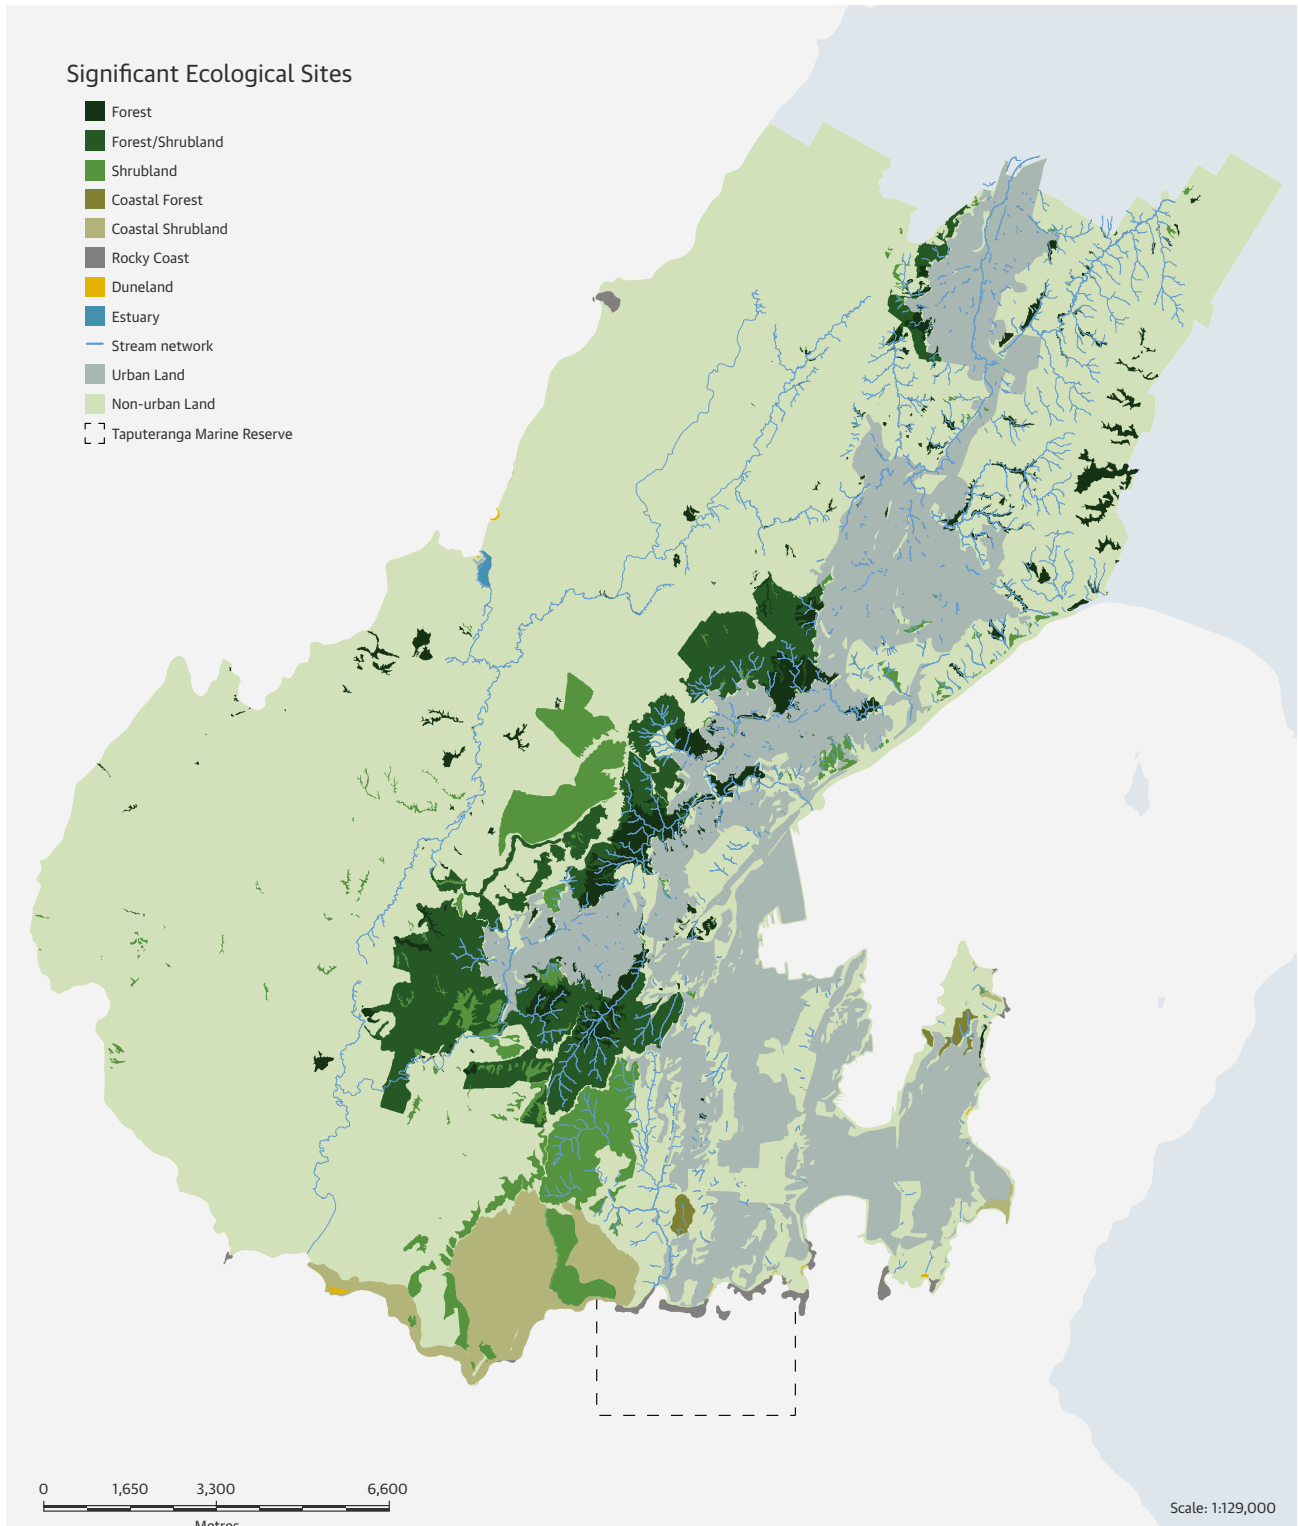 Significant Ecological Sites
Forest
Forest/Shrubland
Shrubland
Coastal Forest
Coastal Shrubland
Rocky Coast
Duneland
Estuary
Stream network
Urban Land
Non-urban Land
Taputeranga Marine Reserve
0 1,650 3,300 6,600
Metres
Scale: 1:129,000